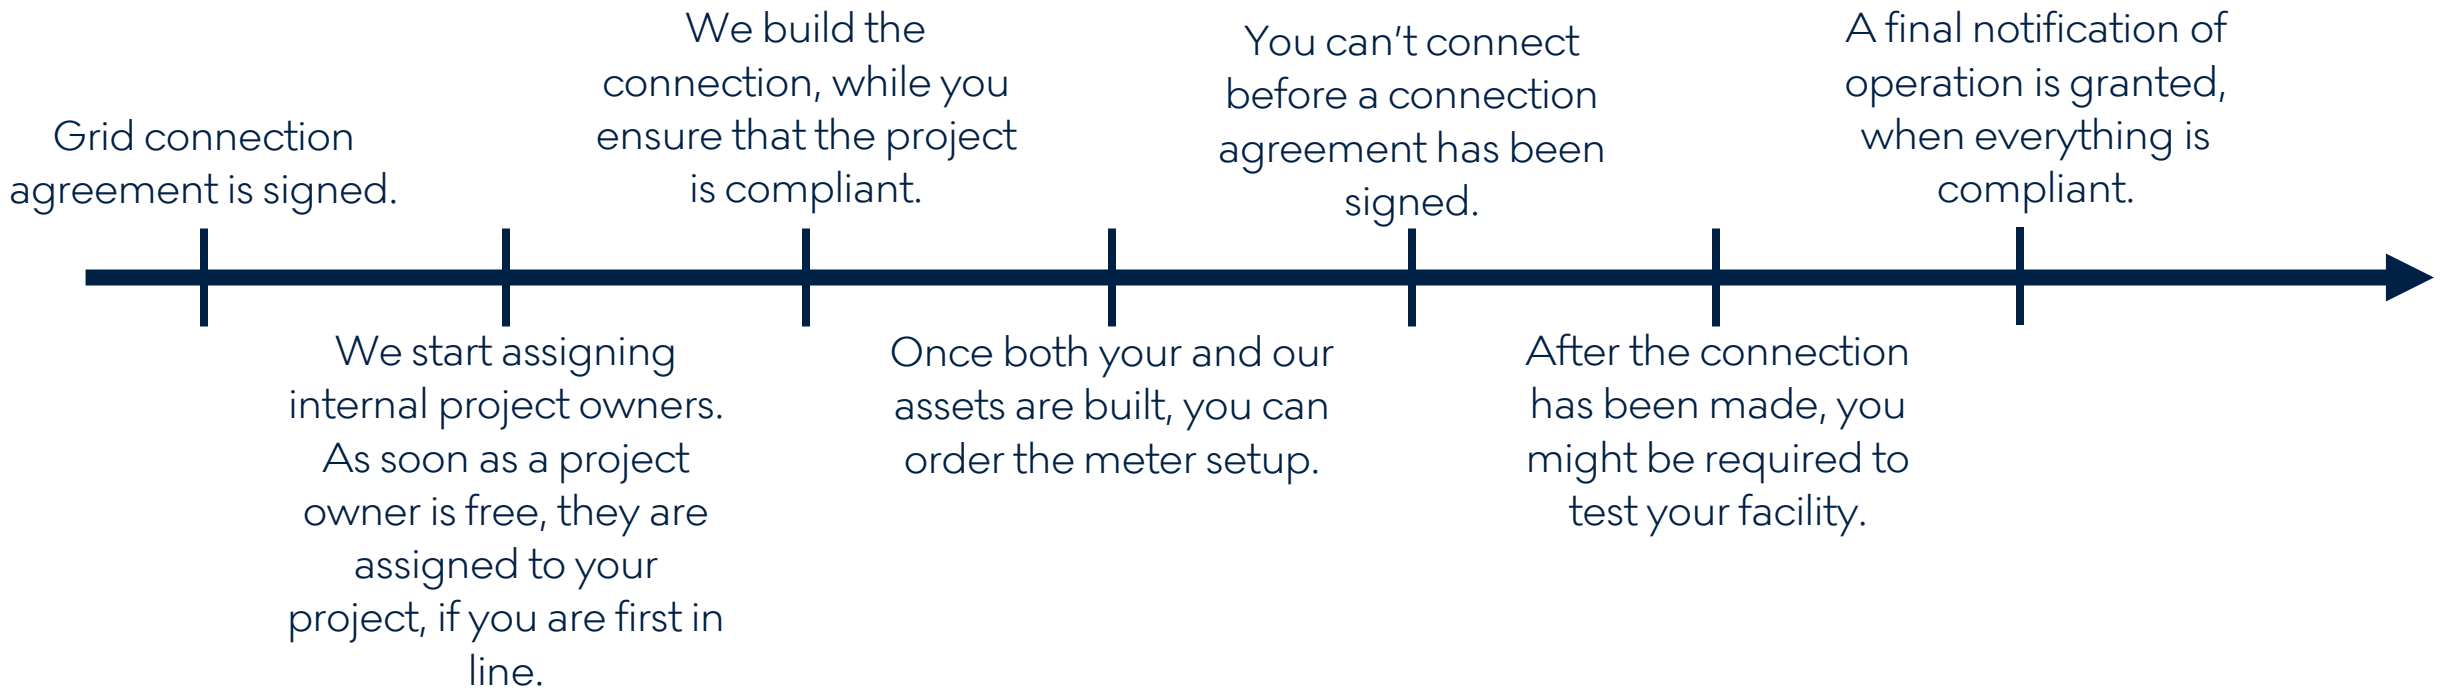 Grid connection
agreement is signed.
We start assigning
internal project owners.
As soon as a project
owner is free, they are
assigned to your
project, if you are first in
line.
We build the
connection, while you
ensure that the project
is compliant.
Once both your and our
assets are built, you can
order the meter setup.
You can't connect
before a connection
agreement has been
signed.
After the connection
has been made, you
might be required to
test your facility.
A final notification of
operation is granted,
when everything is
compliant.